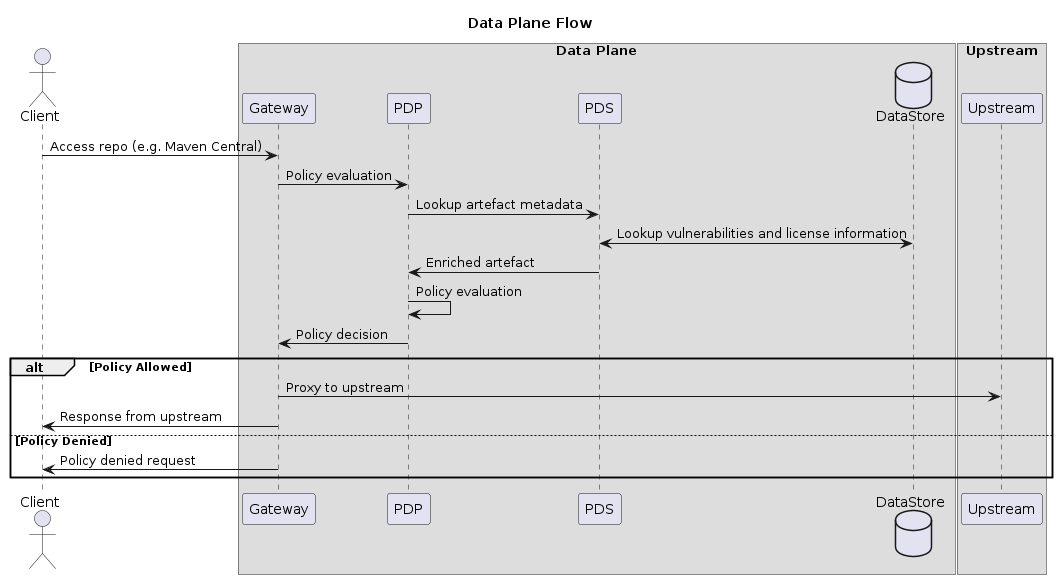 Data Plane Flow
Data Plane
Upstream
Client
Gateway
PDP
PDS
DataStore
Upstream
Access repo (e.g. Maven Central)
Policy evaluation
Lookup artefact metadata
Lookup vulnerabilities and license information
Enriched artefact
Policy evaluation
Policy decision
alt
[Policy Allowed]
Proxy to upstream
Response from upstream
[Policy Denied]
Policy denied request
Client
Gateway
PDP
PDS
DataStore
Upstream